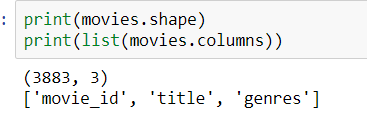 : print(movies.shape)
print(list(movies.columns))
(3883, 3)
['movie_id', 'title', 'genres']